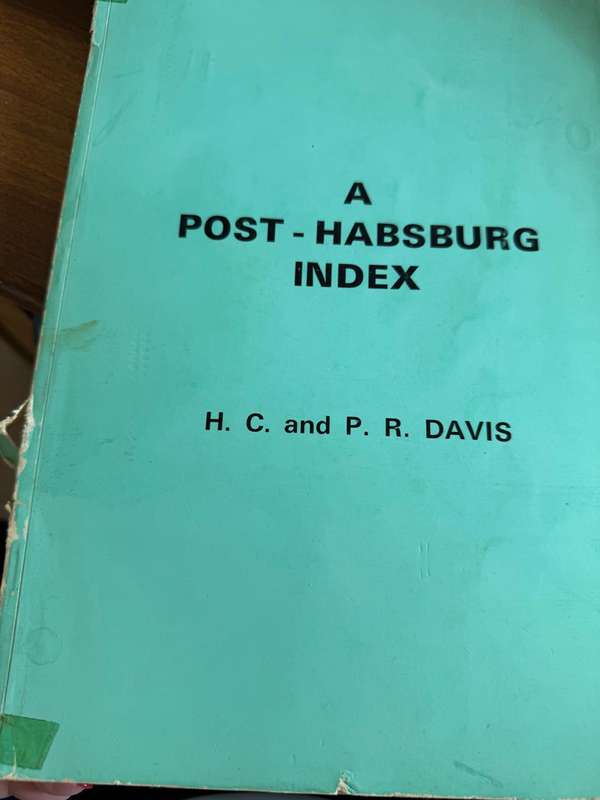 A
POST - HABSBURG
INDEX
H. C. and P. R. DAVIS